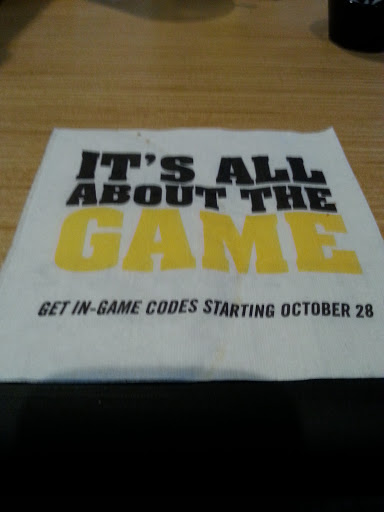 IT'S ALL
ABOUT THE
GAME
GET IN-GAME CODES STARTING OCTOBER 28